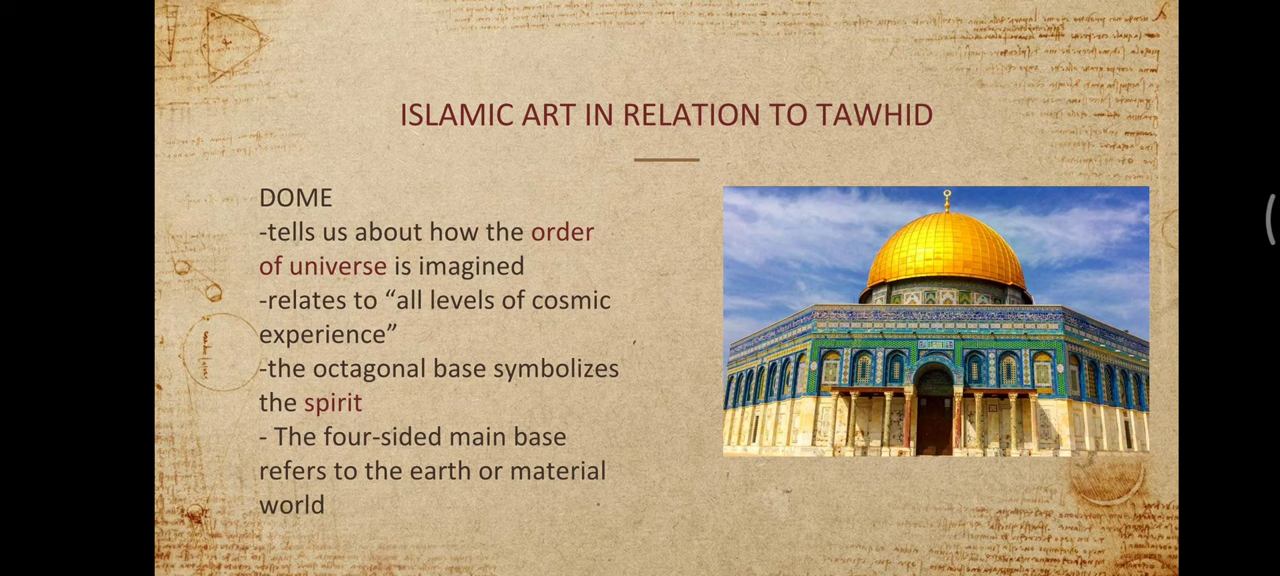 ISLAMIC ART IN RELATION TO TAWHID
DOME
-tells us about how the order
of universe is imagined
-relates to “all levels of cosmic
experience”
-the octagonal base symbolizes
the spirit
- The four-sided main base
refers to the earth or material
world